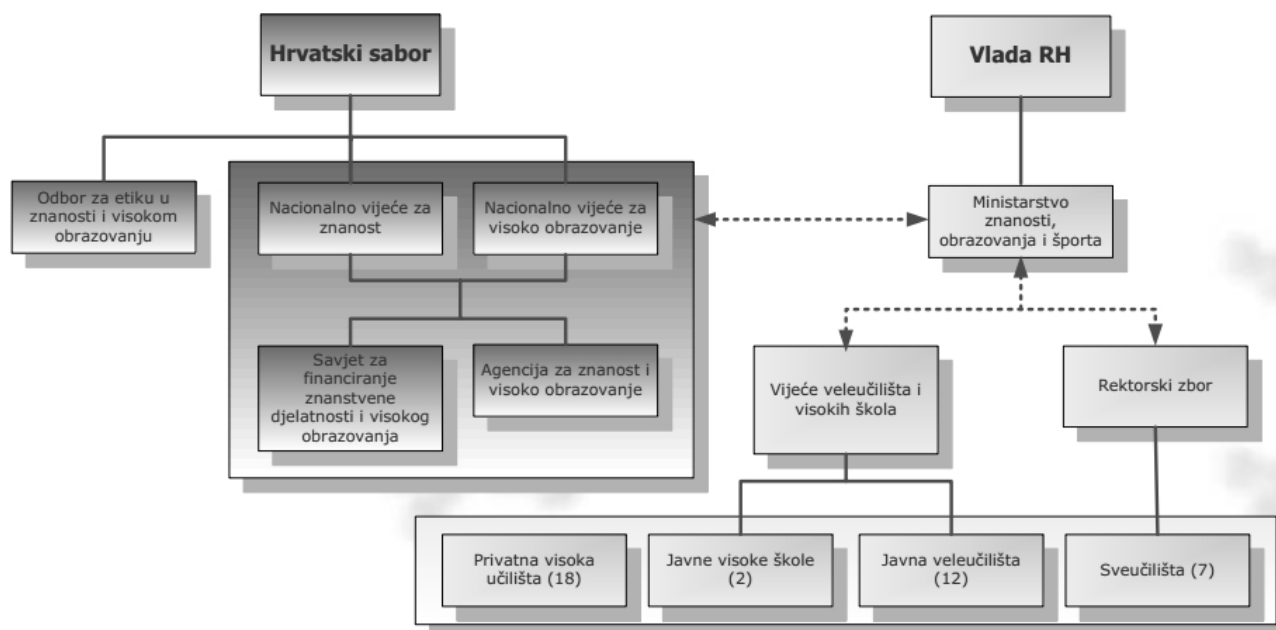 Hrvatski sabor
Vlada RH
Odbor za etiku u
znanosti i visokom
obrazovanju
Nacionalno vijeće za
znanost
Nacionalno vijeće za
visoko obrazovanje
Ministarstvo
znanosti,
obrazovanja i športa
Savjet za
financiranje
znanstvene
djelatnosti i visokog
obrazovanja
Agencija za znanost i
visoko obrazovanje
Vijeće veleučilišta i
visokih škola
Rektorski zbor
Privatna visoka
učilišta (18)
Javne visoke škole
(2)
Javna veleučilišta
(12)
Sveučilišta (7)